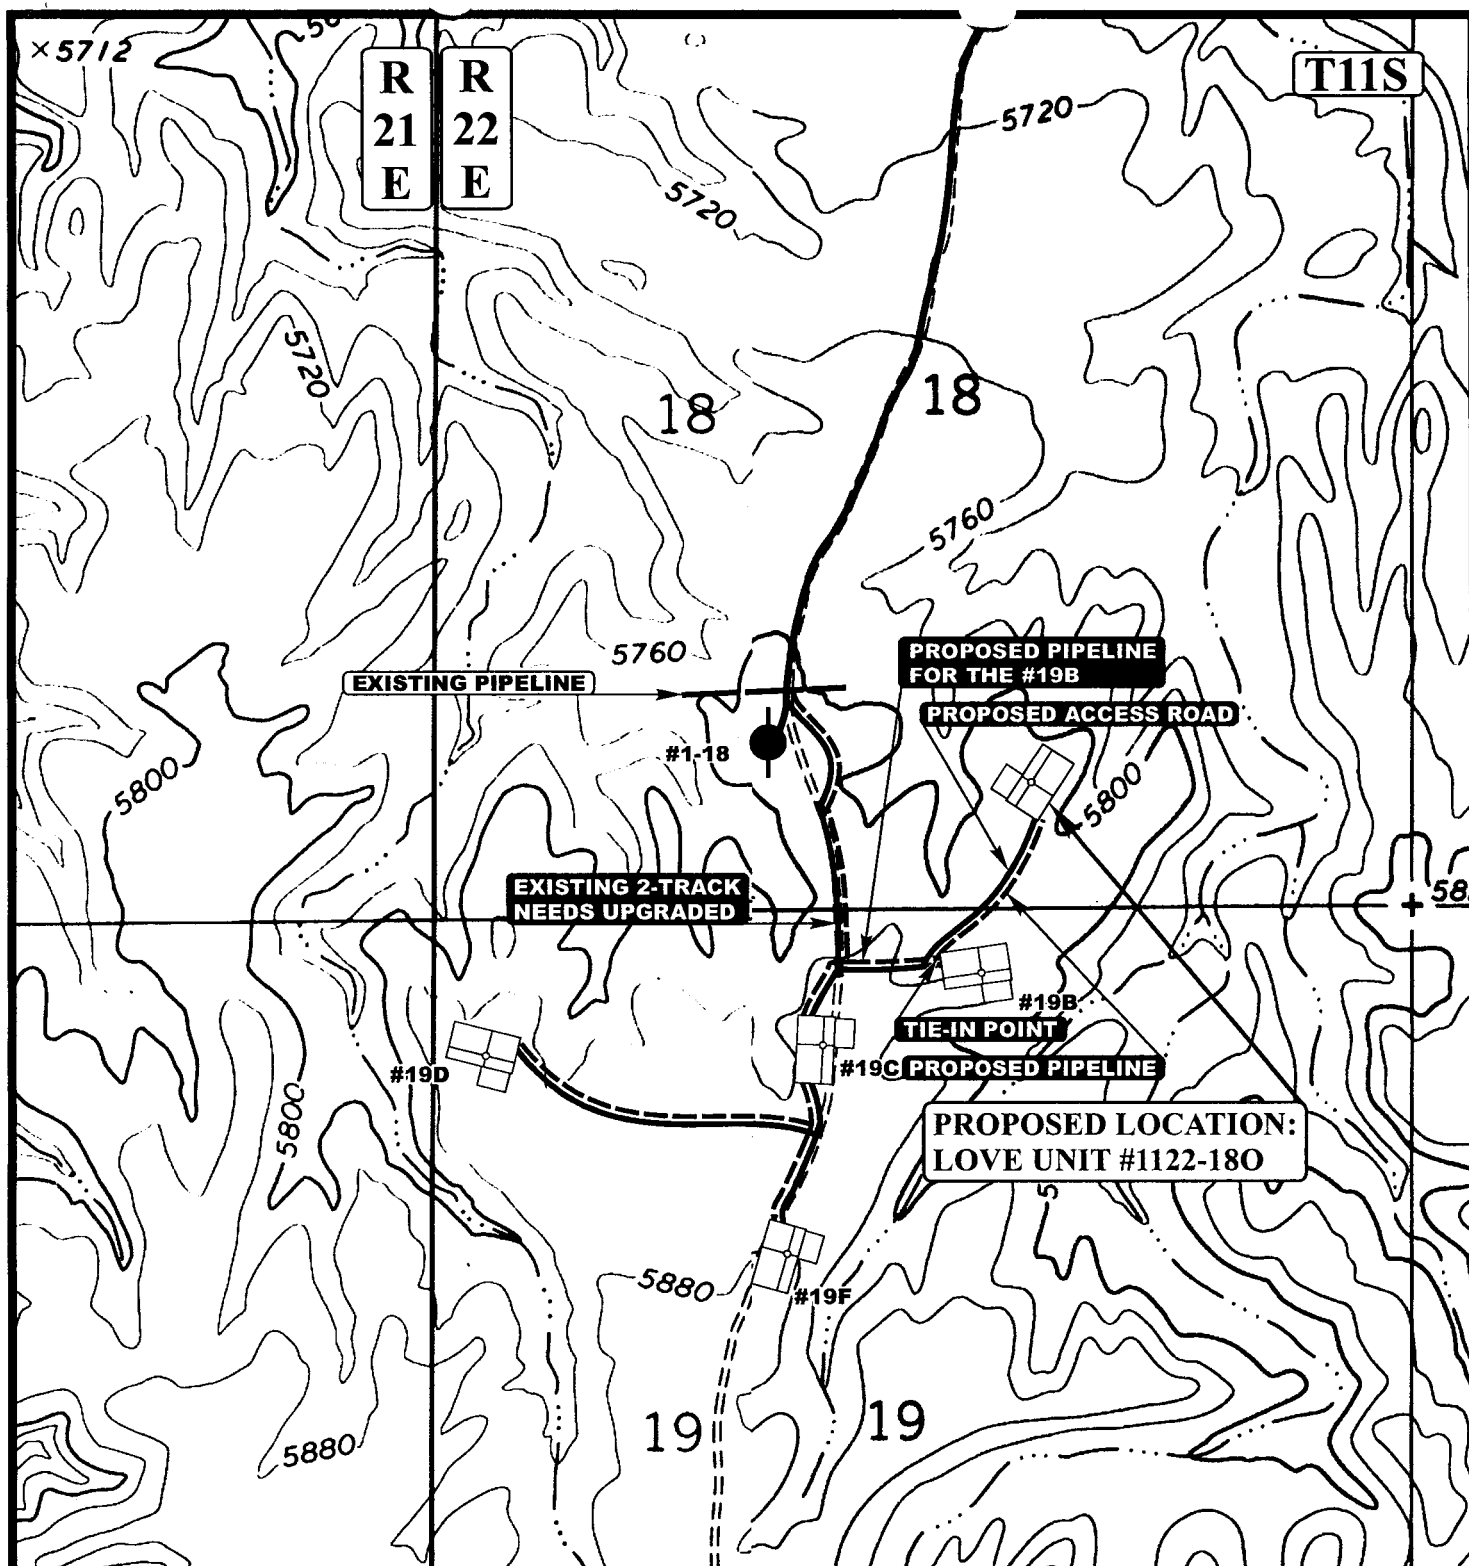 5712
R
21
E
R
22
E
T11S
5720
5720
5720
18
18
5760
5760
EXISTING PIPELINE
PROPOSED PIPELINE
FOR THE #19B
PROPOSED ACCESS ROAD
#1-18
5800
5800
EXISTING 2-TRACK
NEEDS UPGRADED
#19B
TIE-IN POINT
#19D
#19C
PROPOSED PIPELINE
5800
PROPOSED LOCATION:
LOVE UNIT #1122-18O
5880
#19F
19
19
5880